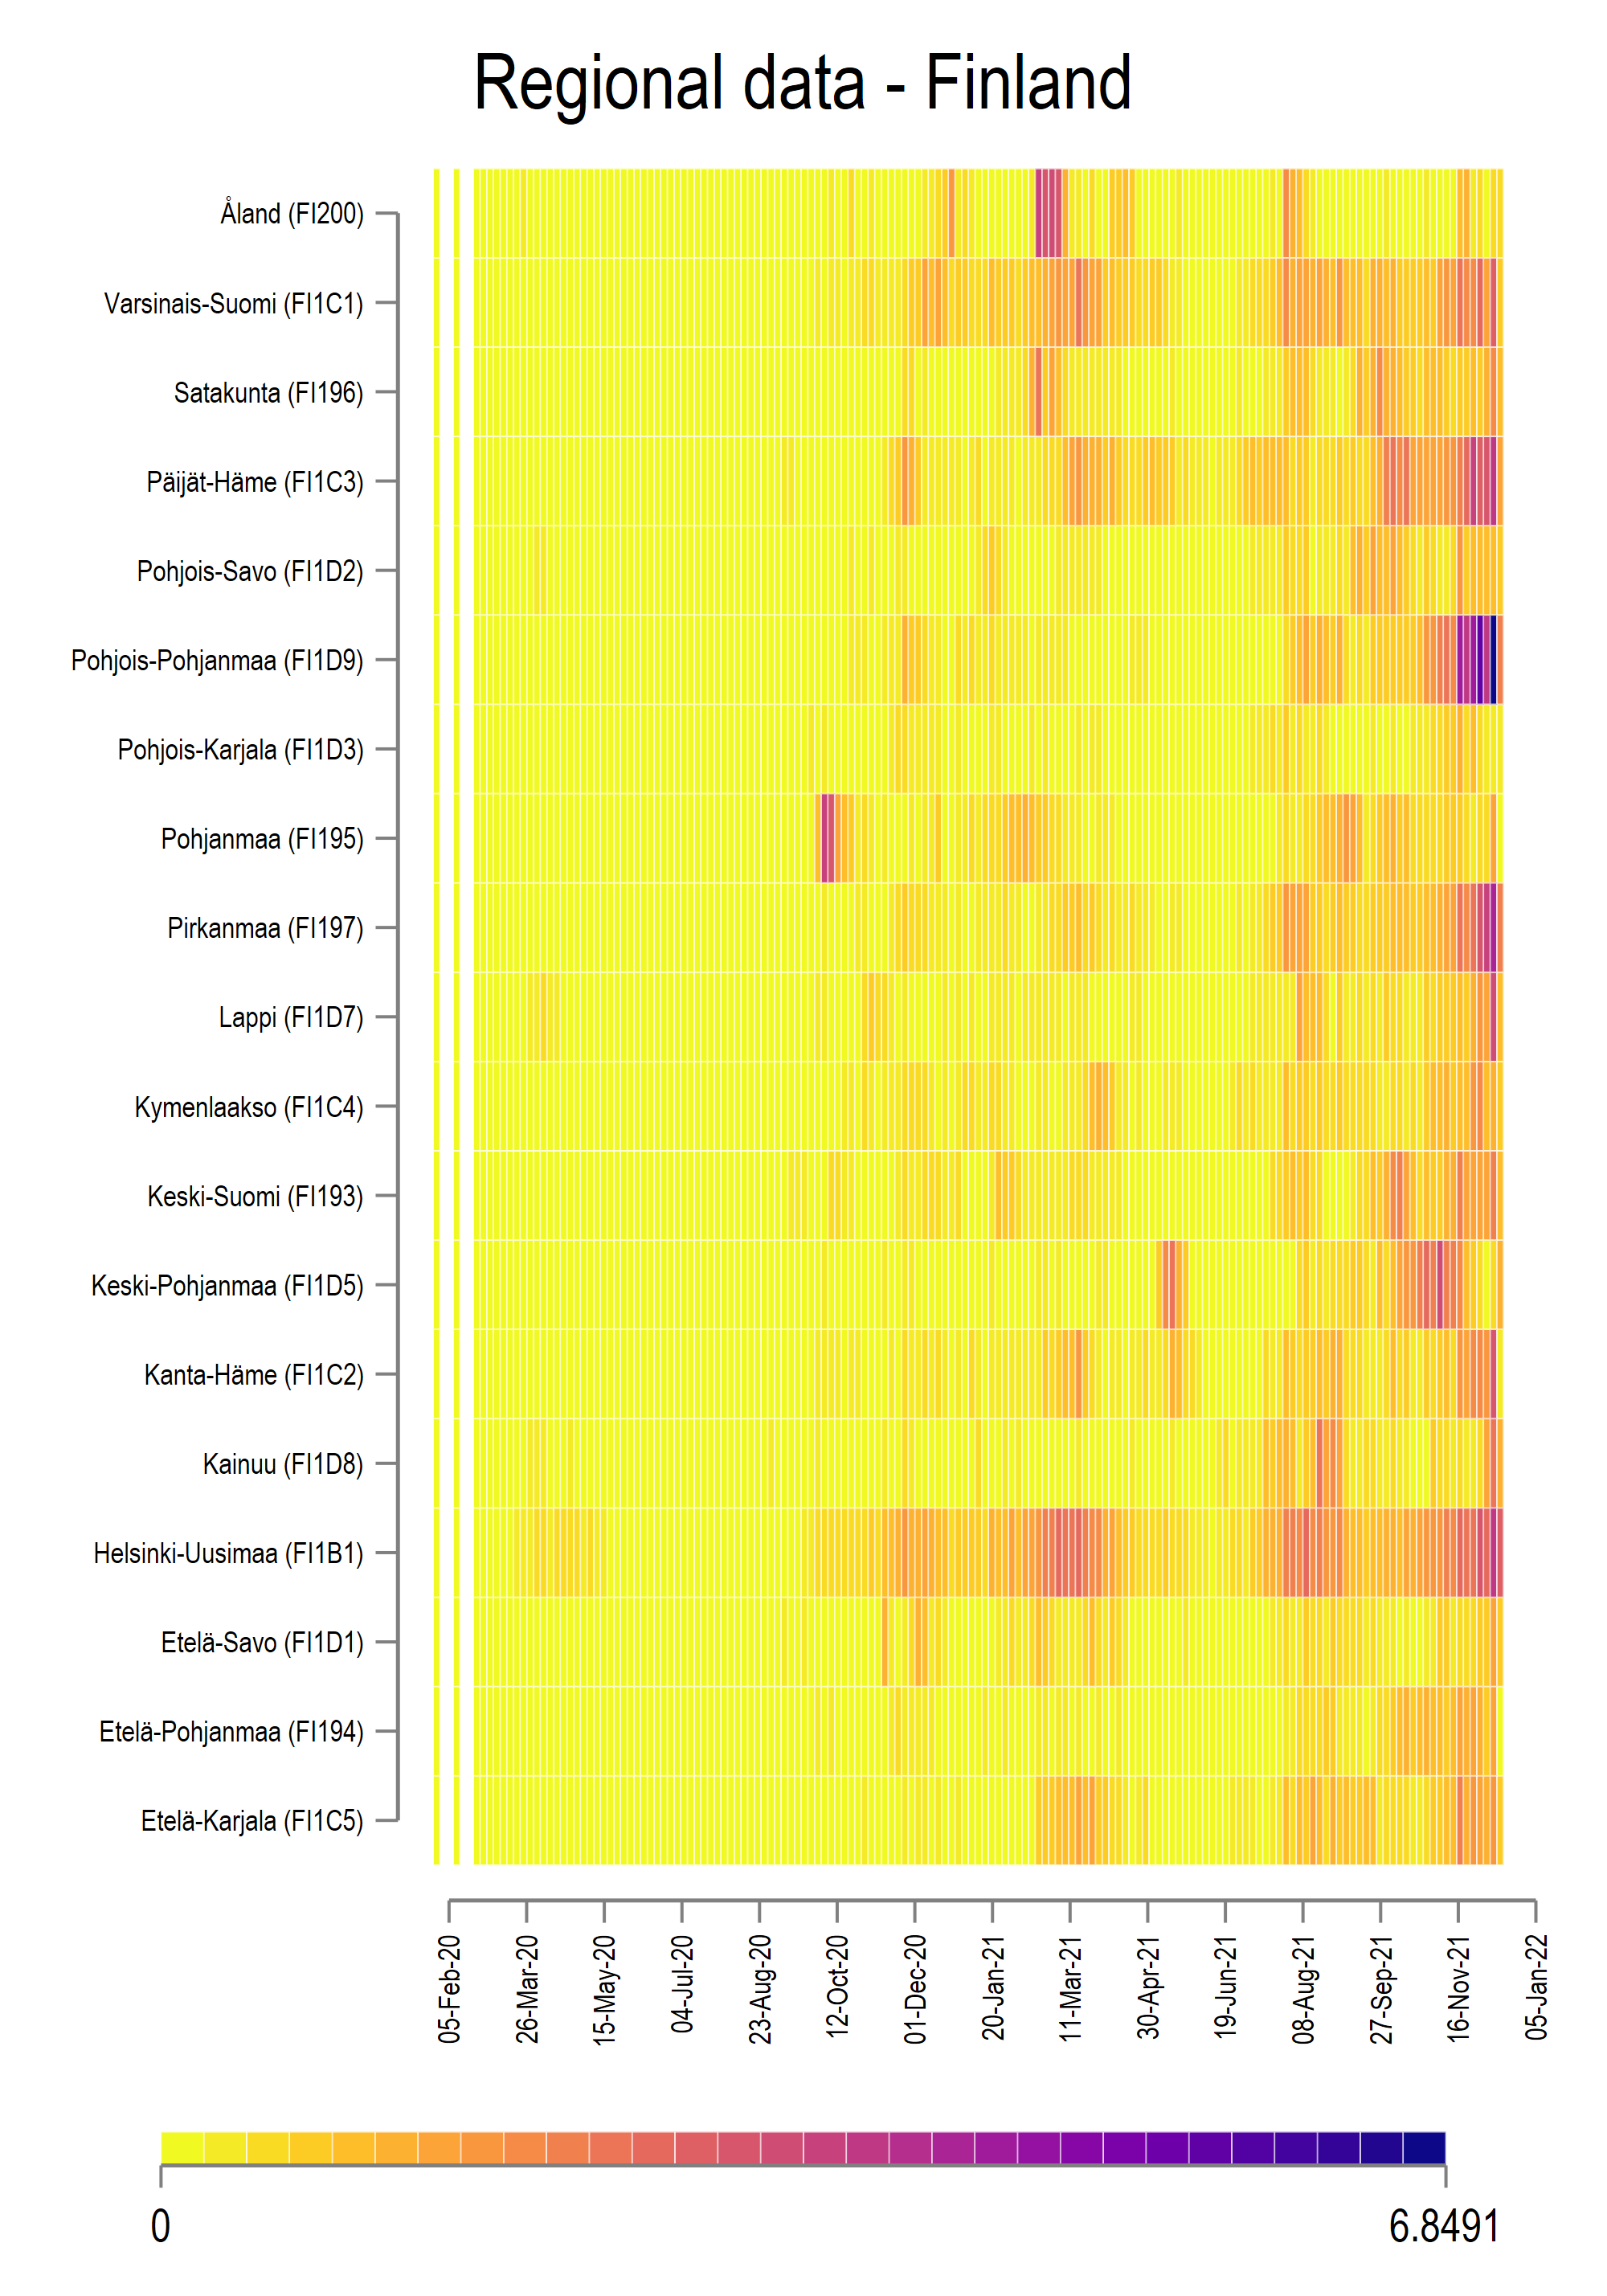 Regional data - Finland
Åland (FI200)
Varsinais-Suomi (FI1C1)
Satakunta (FI196)
Päijät-Häme (FI1C3)
Pohjois-Savo (FI1D2)
Pohjois-Pohjanmaa (FI1D9)
Pohjois-Karjala (FI1D3)
Pohjanmaa (FI195)
Pirkanmaa (FI197)
Lappi (FI1D7)
Kymenlaakso (FI1C4)
Keski-Suomi (FI193)
Keski-Pohjanmaa (FI1D5)
Kanta-Häme (FI1C2)
Kainuu (FI1D8)
Helsinki-Uusimaa (FI1B1)
Etelä-Savo (FI1D1)
Etelä-Pohjanmaa (FI194)
Etelä-Karjala (FI1C5)
05-Feb-20
26-Mar-20
15-May-20
04-Jul-20
23-Aug-20
12-Oct-20
01-Dec-20
20-Jan-21
11-Mar-21
30-Apr-21
19-Jun-21
08-Aug-21
27-Sep-21
16-Nov-21
05-Jan-22
0
6.8491